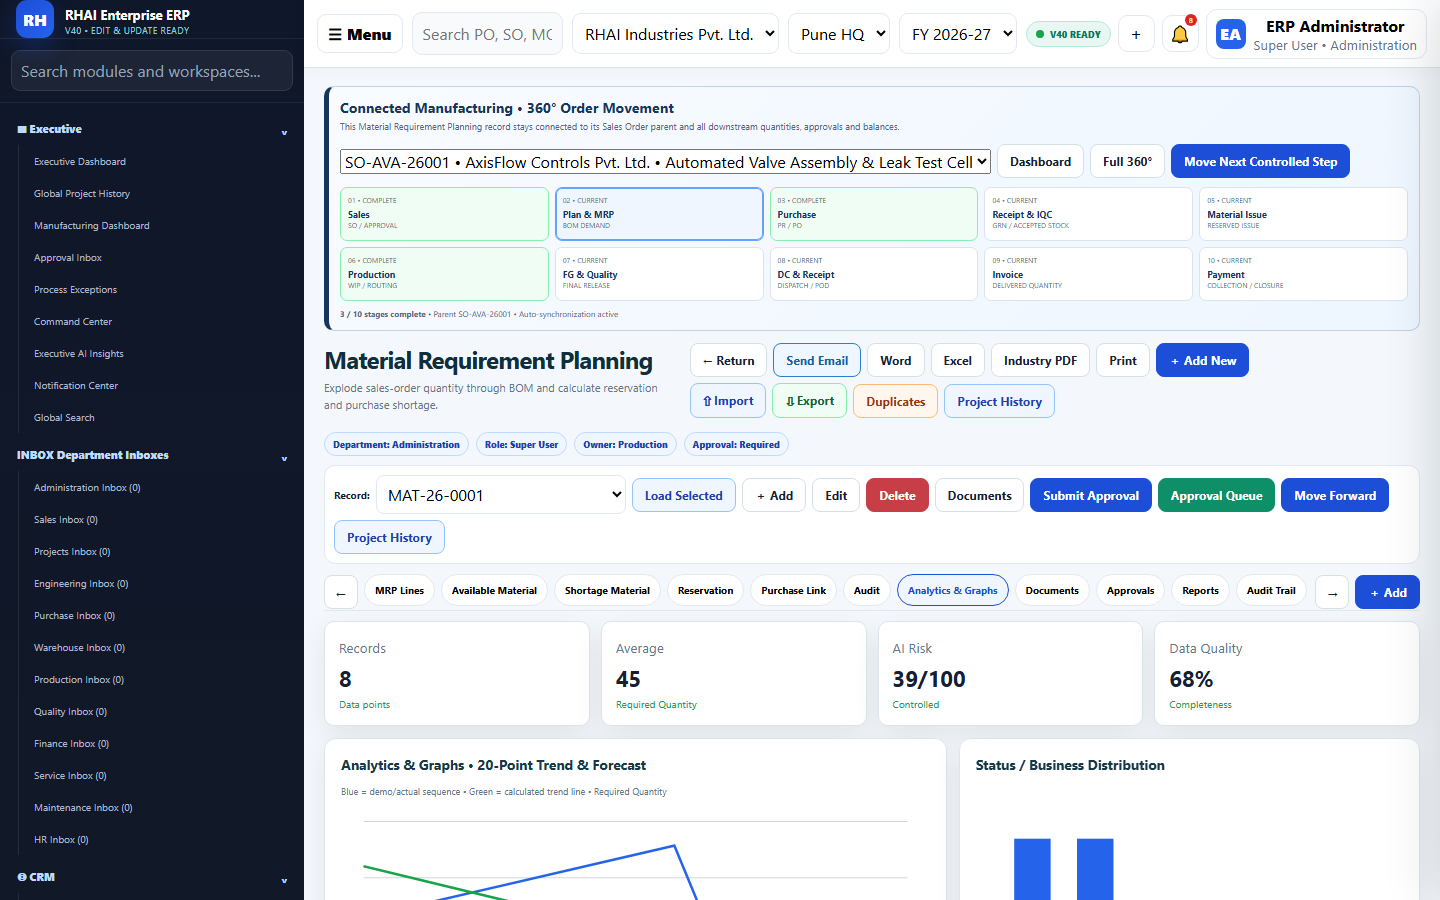 RH
RHAI Enterprise ERP
V40 • EDIT & UPDATE READY
Search modules and workspaces...
Executive
Executive Dashboard
Global Project History
Manufacturing Dashboard
Approval Inbox
Process Exceptions
Command Center
Executive AI Insights
Notification Center
Global Search
INBOX Department Inboxes
Administration Inbox (0)
Sales Inbox (0)
Projects Inbox (0)
Engineering Inbox (0)
Purchase Inbox (0)
Warehouse Inbox (0)
Production Inbox (0)
Quality Inbox (0)
Finance Inbox (0)
Service Inbox (0)
Maintenance Inbox (0)
HR Inbox (0)
CRM
☰ Menu
Search PO, SO, MO
RHAI Industries Pvt. Ltd.
Pune HQ
FY 2026-27
V40 READY
+
8
EA
ERP Administrator
Super User • Administration
Connected Manufacturing • 360° Order Movement
This Material Requirement Planning record stays connected to its Sales Order parent and all downstream quantities, approvals and balances.
SO-AVA-26001 • AxisFlow Controls Pvt. Ltd. • Automated Valve Assembly & Leak Test Cell
Dashboard
Full 360°
Move Next Controlled Step
01 • COMPLETE
Sales
SO / APPROVAL
02 • CURRENT
Plan & MRP
BOM DEMAND
03 • COMPLETE
Purchase
PR / PO
04 • CURRENT
Receipt & IQC
GRN / ACCEPTED STOCK
05 • CURRENT
Material Issue
RESERVED ISSUE
06 • COMPLETE
Production
WIP / ROUTING
07 • CURRENT
FG & Quality
FINAL RELEASE
08 • CURRENT
DC & Receipt
DISPATCH / POD
09 • CURRENT
Invoice
DELIVERED QUANTITY
10 • CURRENT
Payment
COLLECTION / CLOSURE
3 / 10 stages complete • Parent SO-AVA-26001 • Auto-synchronization active
Material Requirement Planning
Explode sales-order quantity through BOM and calculate reservation
and purchase shortage.
← Return
Send Email
Word
Excel
Industry PDF
Print
+ Add New
⇧ Import
⇩ Export
Duplicates
Project History
Department: Administration
Role: Super User
Owner: Production
Approval: Required
Record:
MAT-26-0001
Load Selected
+ Add
Edit
Delete
Documents
Submit Approval
Approval Queue
Move Forward
Project History
←
MRP Lines
Available Material
Shortage Material
Reservation
Purchase Link
Audit
Analytics & Graphs
Documents
Approvals
Reports
Audit Trail
→
+ Add
Records
8
Data points
Average
45
Required Quantity
AI Risk
39/100
Controlled
Data Quality
68%
Completeness
Analytics & Graphs • 20-Point Trend & Forecast
Blue = demo/actual sequence • Green = calculated trend line • Required Quantity
Status / Business Distribution